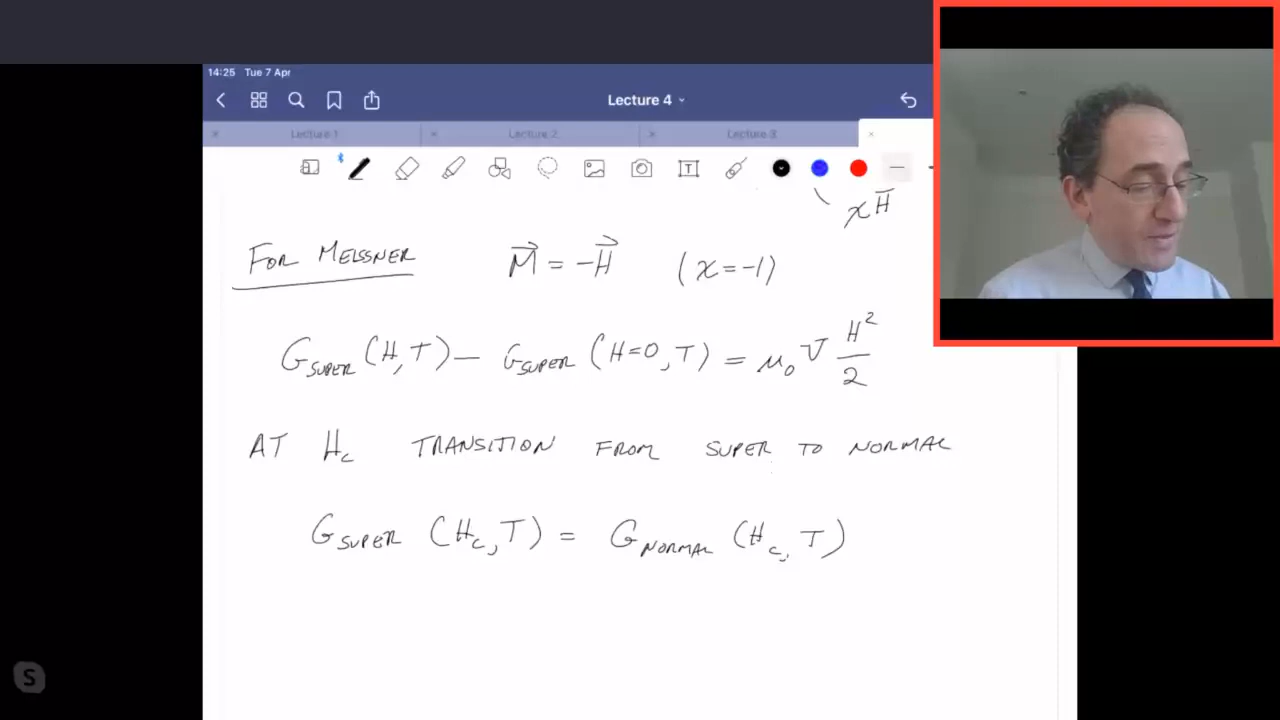 14:25 Tue 7 Apr
Lecture 4
Lecture 1
Lecture 2
Lecture 3
T
χH̄
FOR MEISSNER M⃗ = -H⃗ (χ = -1)
G_SUPER (H, T) — G_SUPER (H=0, T) = μ₀ V H²/2
AT H_c TRANSITION FROM SUPER TO NORMAL
G_SUPER (H_c, T) = G_NORMAL (H_c, T)
S